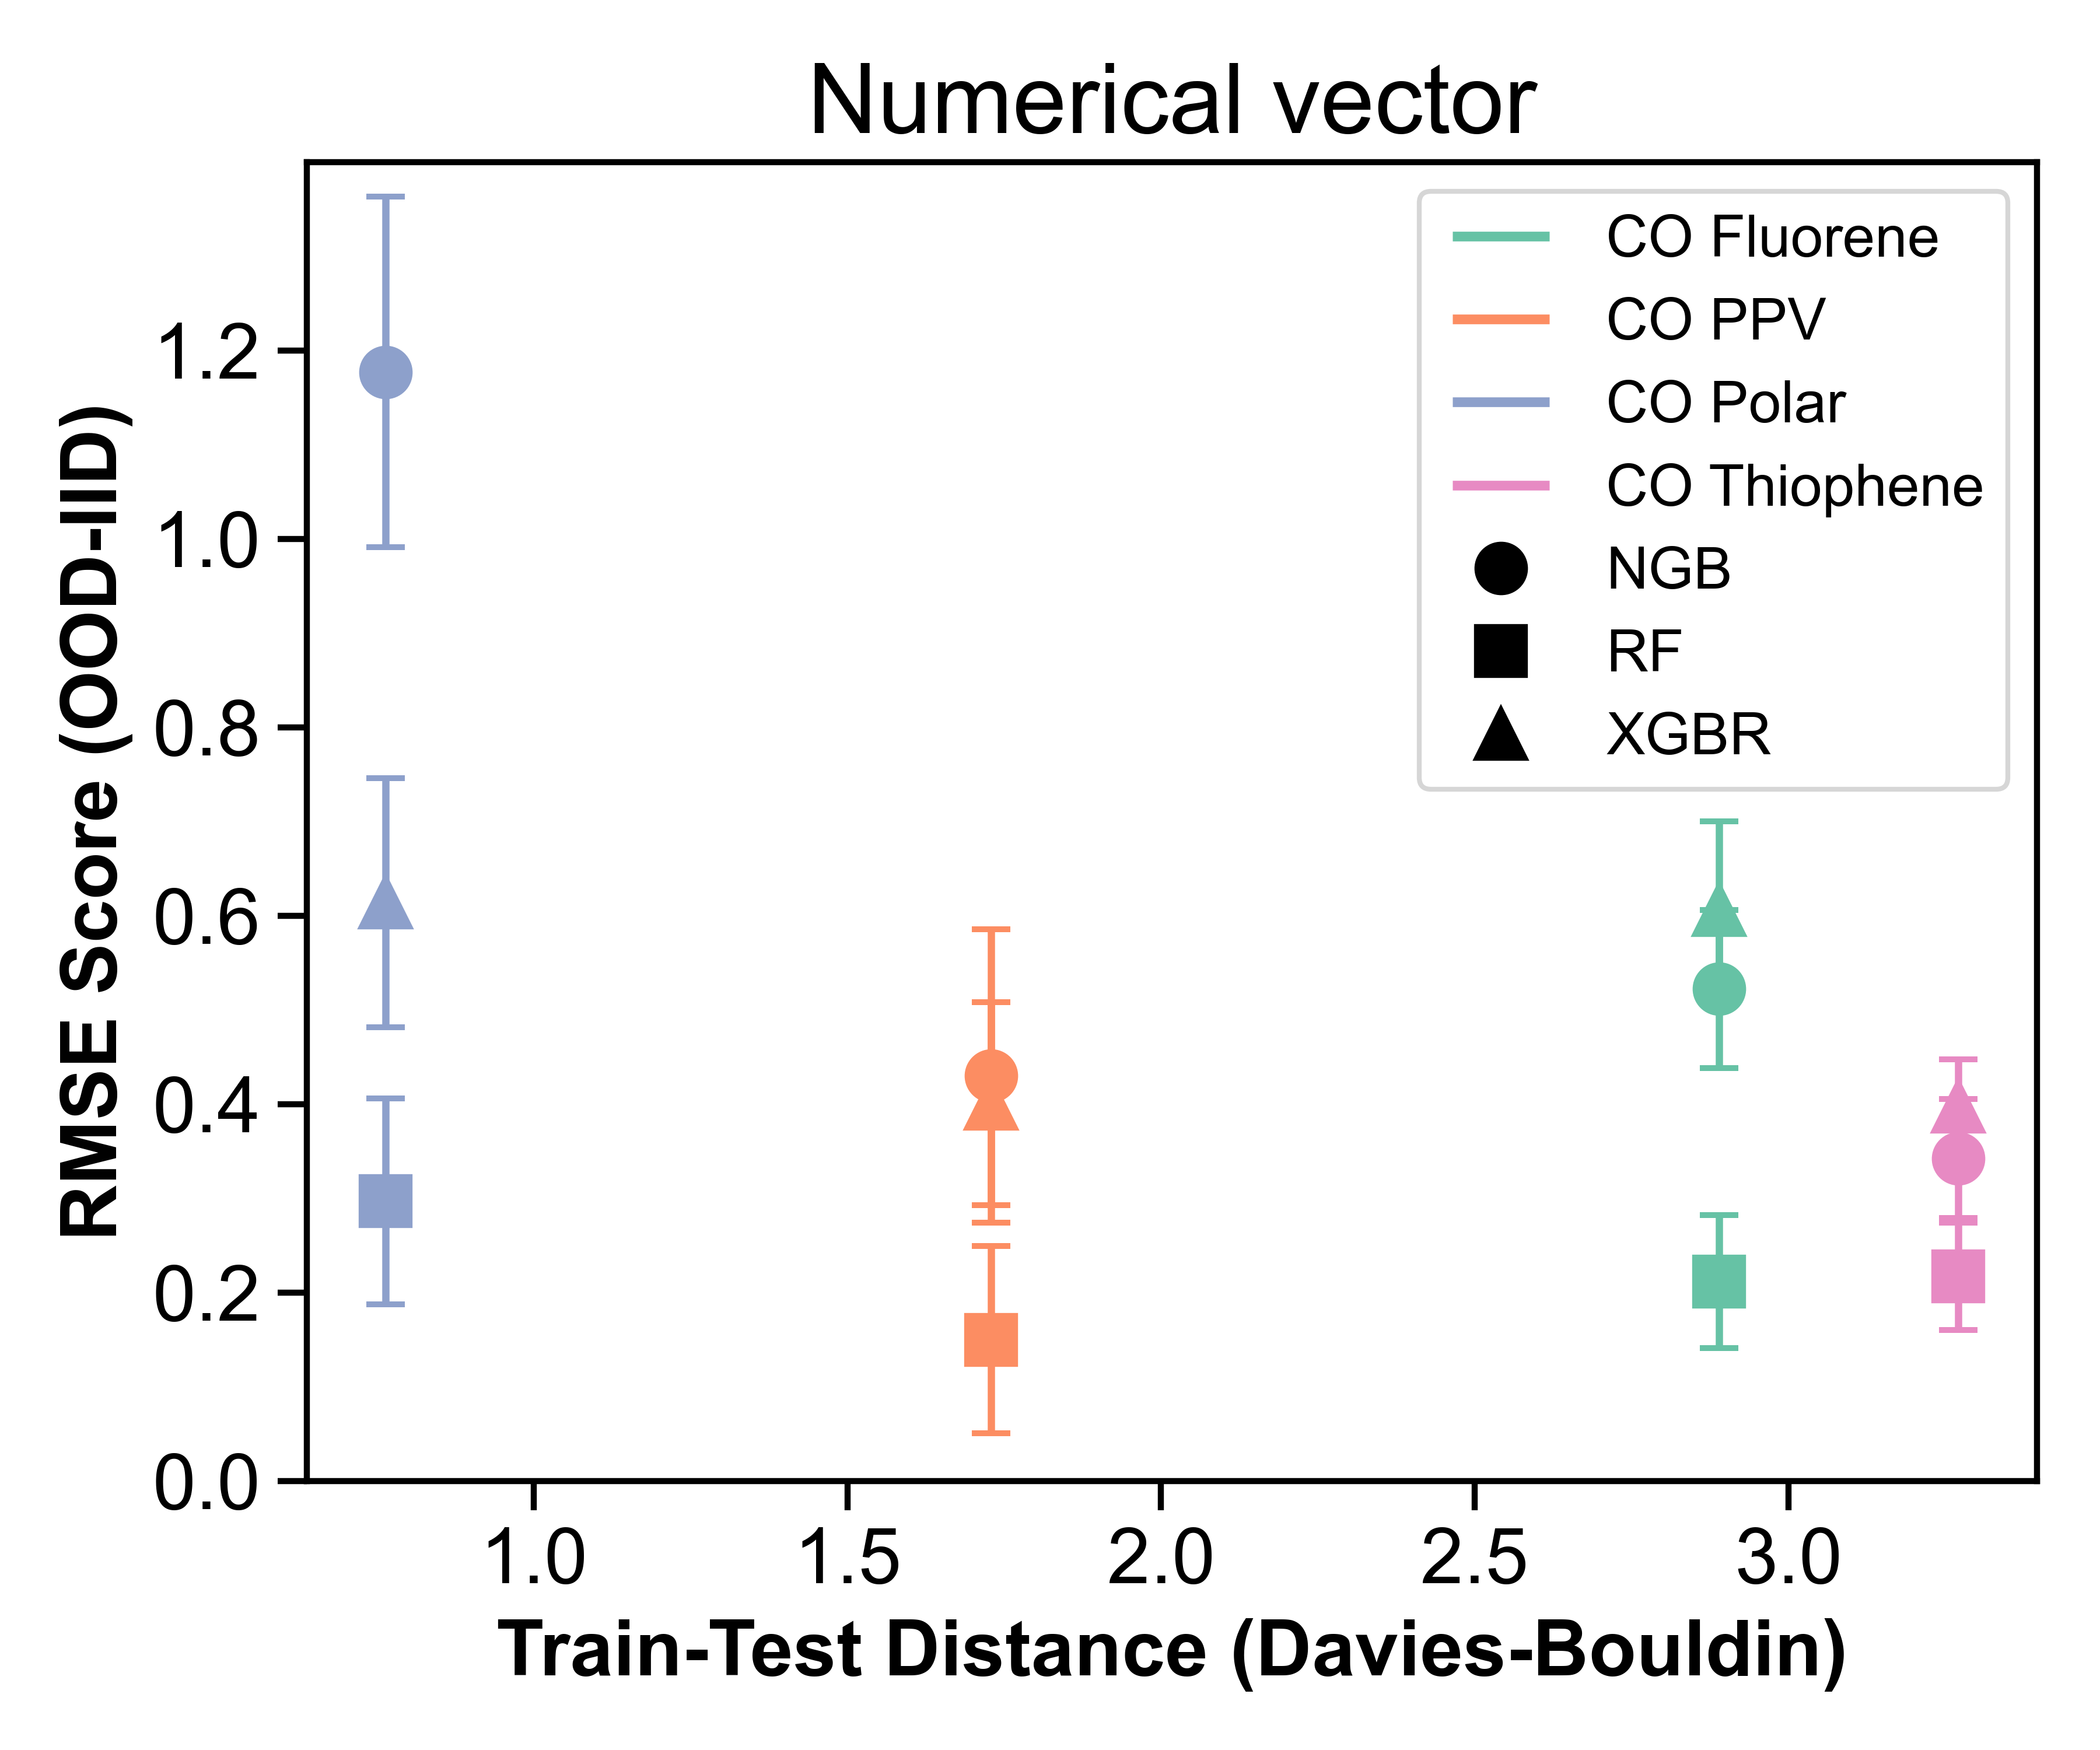 Numerical vector
RMSE Score (OOD-IID)
1.2
1.0
0.8
0.6
0.4
0.2
0.0
CO Fluorene
CO PPV
CO Polar
CO Thiophene
NGB
RF
XGBR
1.0 1.5 2.0 2.5 3.0
Train-Test Distance (Davies-Bouldin)